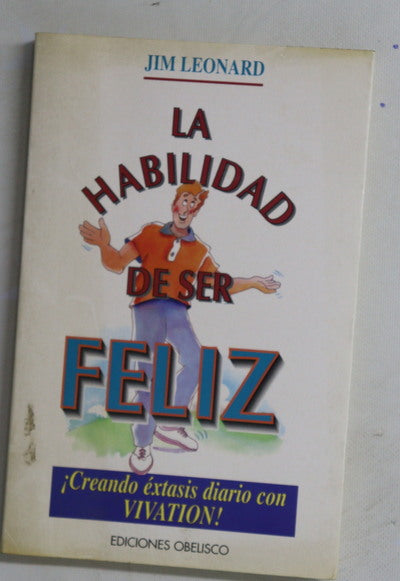 JIM LEONARD
LA
HABILIDAD
DE SER
FELIZ
¡Creando éxtasis diario con
VIVATION!
EDICIONES OBELISCO